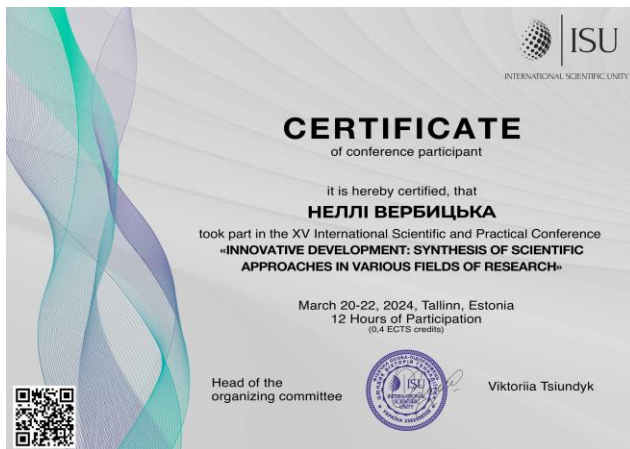 ISU
INTERNATIONAL SCIENTIFIC UNITY
CERTIFICATE
of conference participant
it is hereby certified, that
НЕЛЛІ ВЕРБИЦЬКА
took part in the XV International Scientific and Practical Conference
«INNOVATIVE DEVELOPMENT: SYNTHESIS OF SCIENTIFIC
APPROACHES IN VARIOUS FIELDS OF RESEARCH»
March 20-22, 2024, Tallinn, Estonia
12 Hours of Participation
(0,4 ECTS credits)
Head of the
organizing committee
ISU
INTERNATIONAL
SCIENTIFIC
UNITY
Viktoriia Tsiundyk